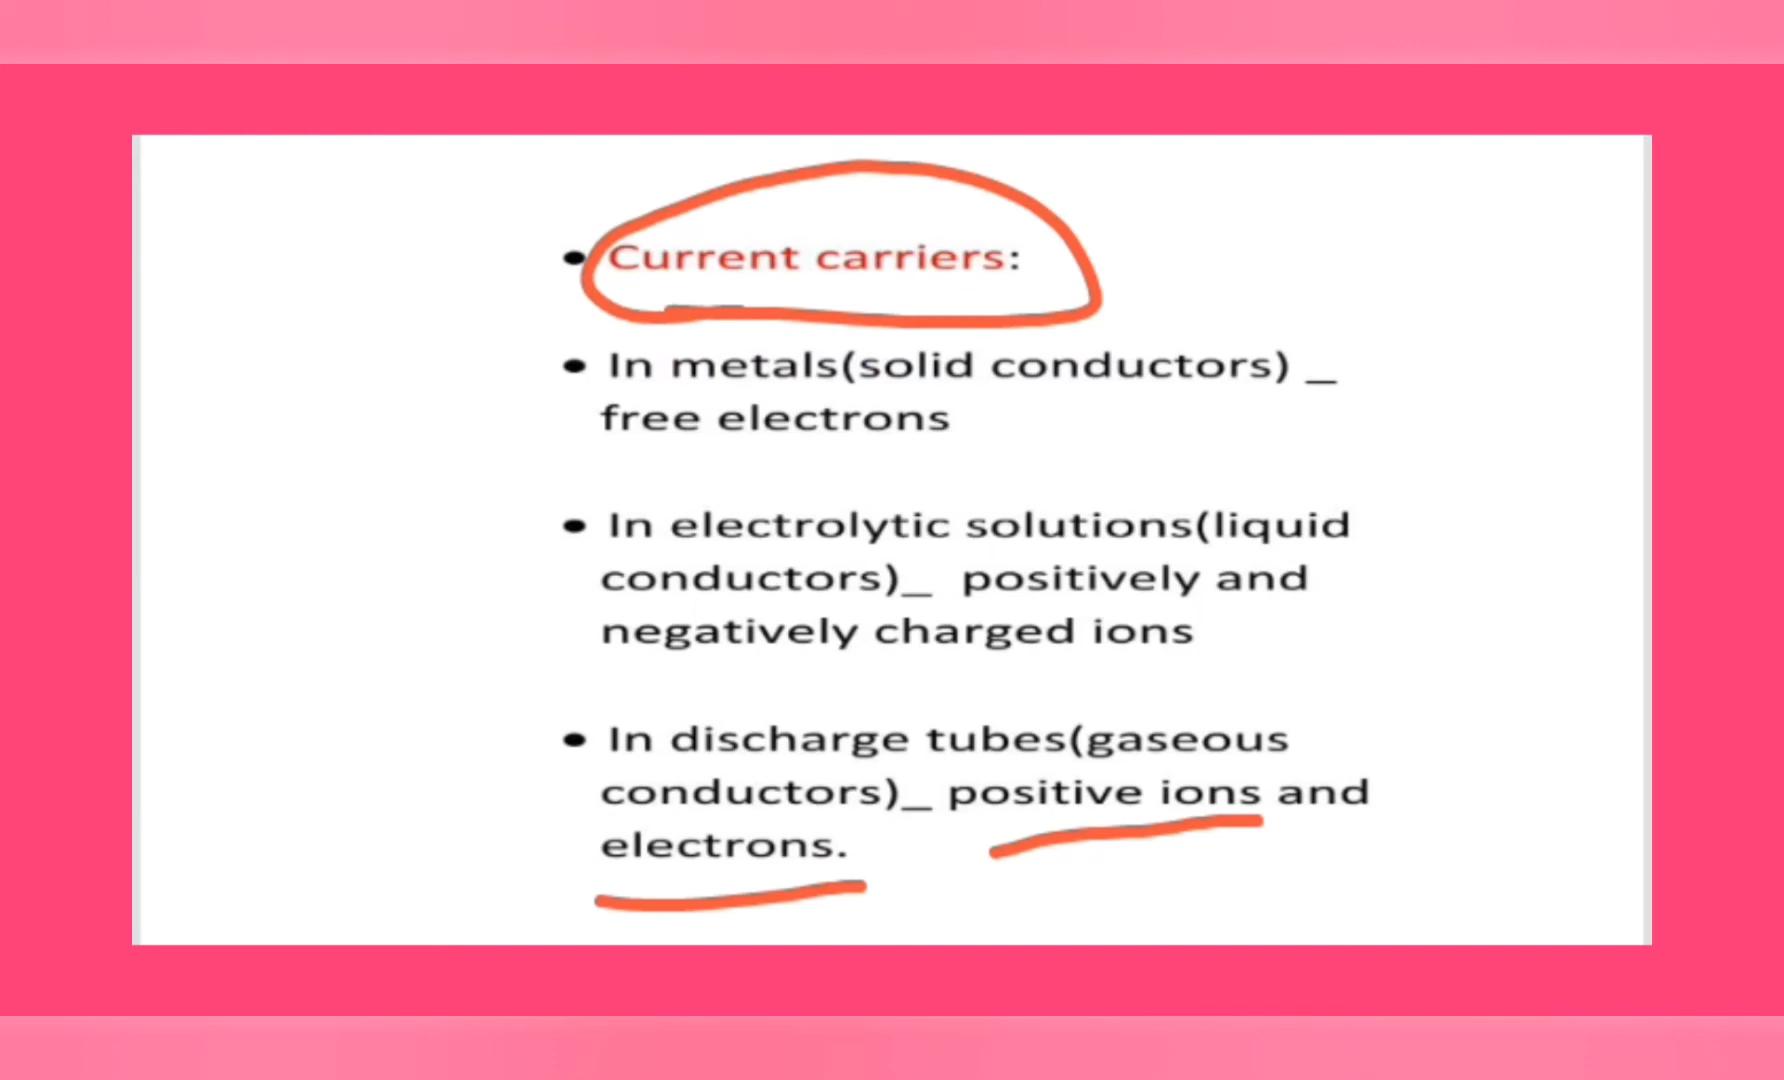 • Current carriers:
• In metals(solid conductors) _
free electrons
• In electrolytic solutions(liquid
conductors)_ positively and
negatively charged ions
• In discharge tubes(gaseous
conductors)_ positive ions and
electrons.